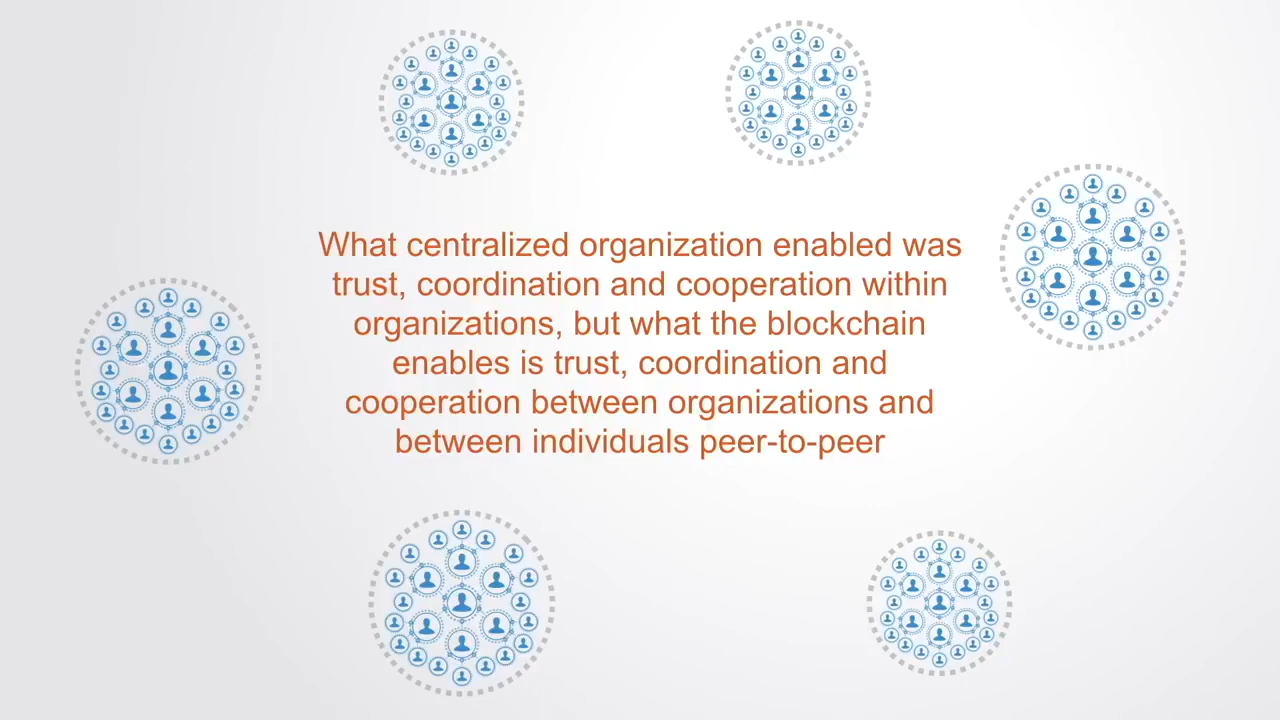 What centralized organization enabled was
trust, coordination and cooperation within
organizations, but what the blockchain
enables is trust, coordination and
cooperation between organizations and
between individuals peer-to-peer